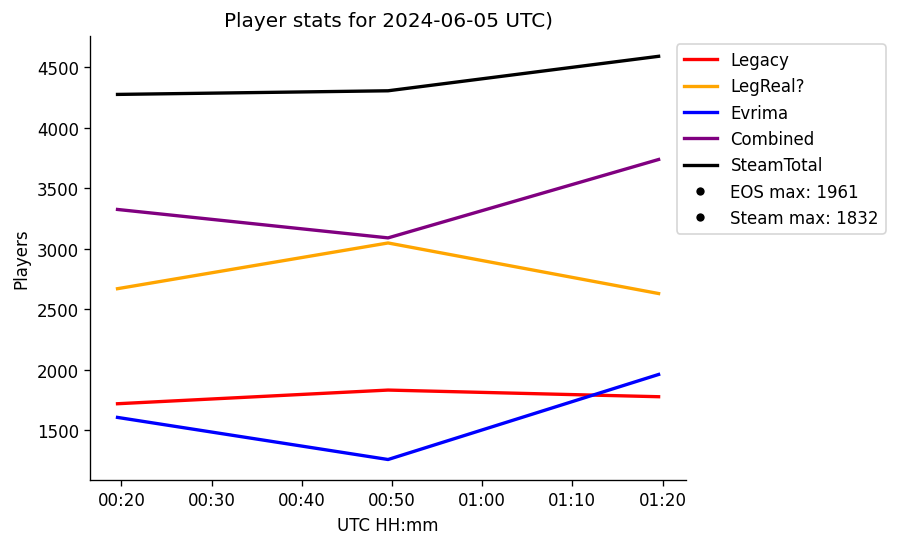 Player stats for 2024-06-05 UTC)
Players
4500
4000
3500
3000
2500
2000
1500
00:20 00:30 00:40 00:50 01:00 01:10 01:20
UTC HH:mm
Legacy
LegReal?
Evrima
Combined
SteamTotal
EOS max: 1961
Steam max: 1832